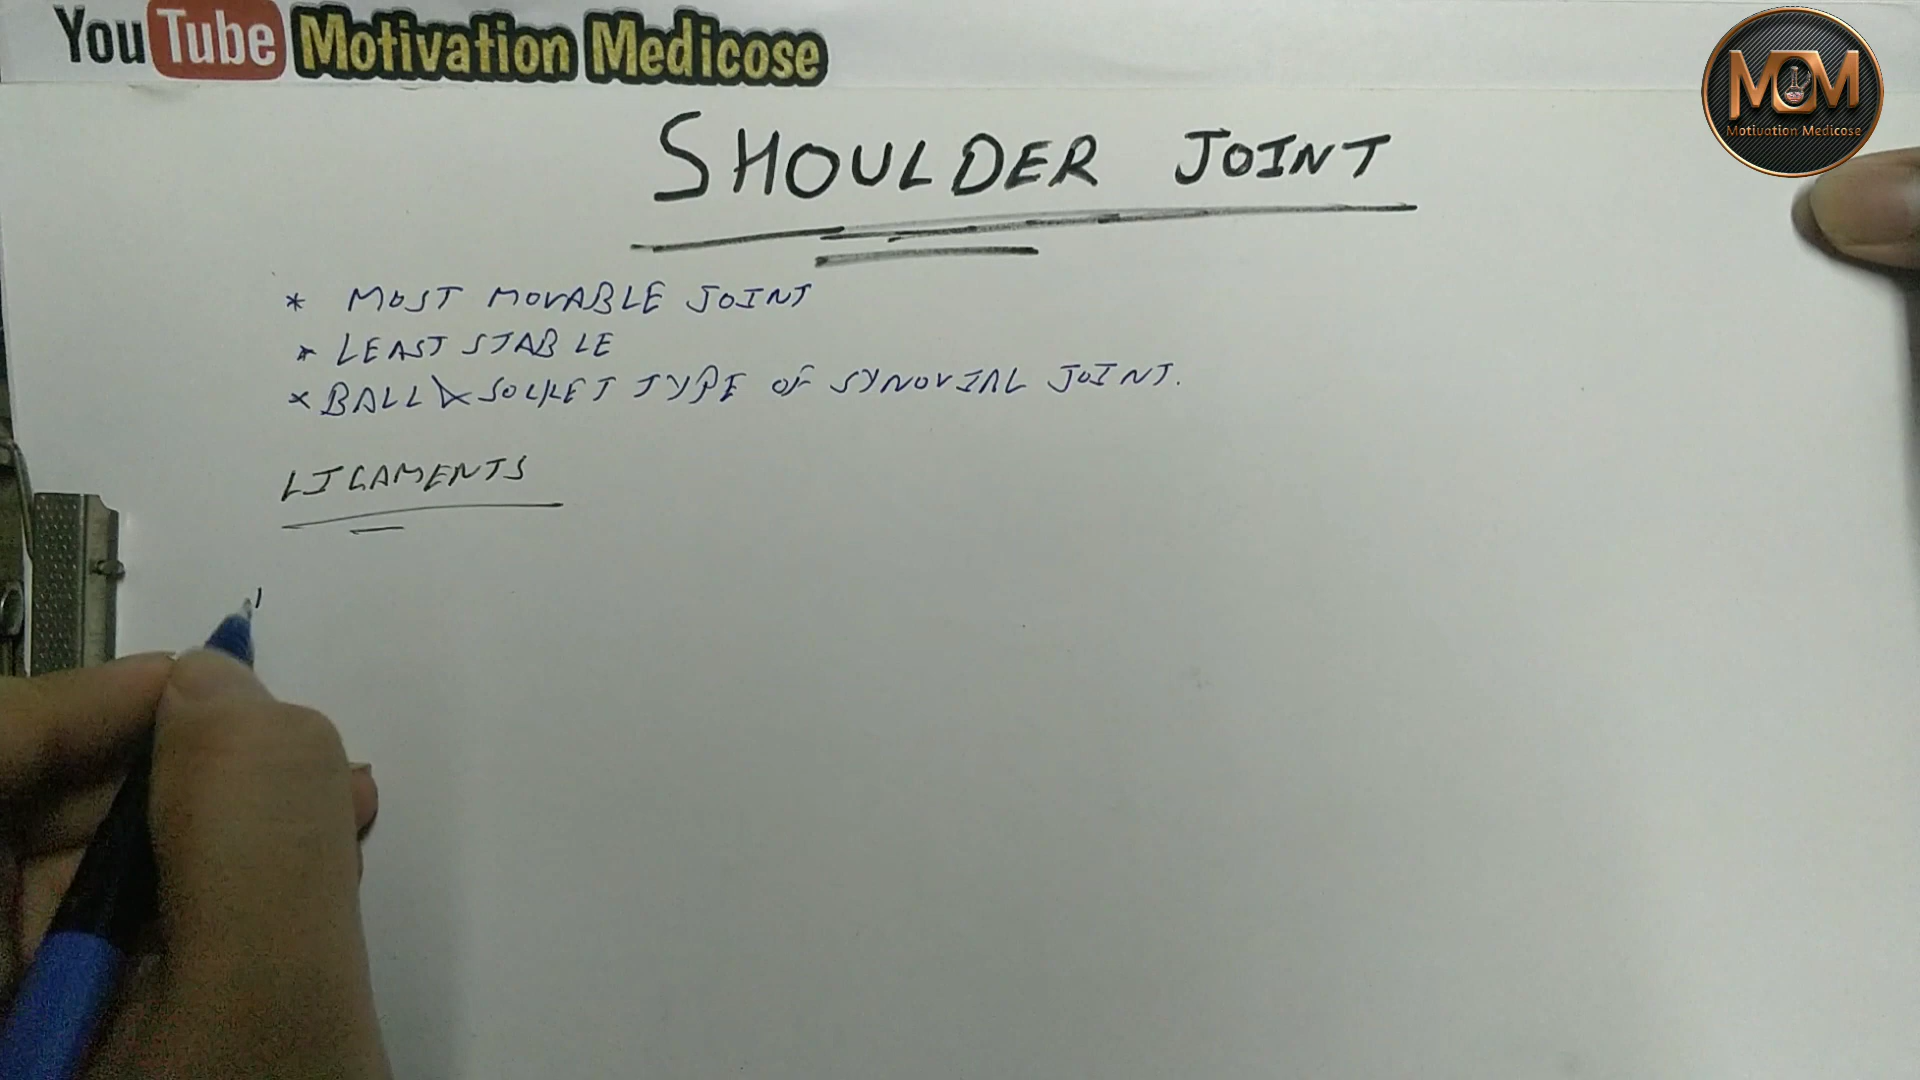 YouTube Motivation Medicose
MOM
Motivation Medicose
SHOULDER JOINT
* MOST MOVABLE JOINT
* LEAST STABLE
* BALL & SOCKET TYPE OF SYNOVIAL JOINT.
LIGAMENTS